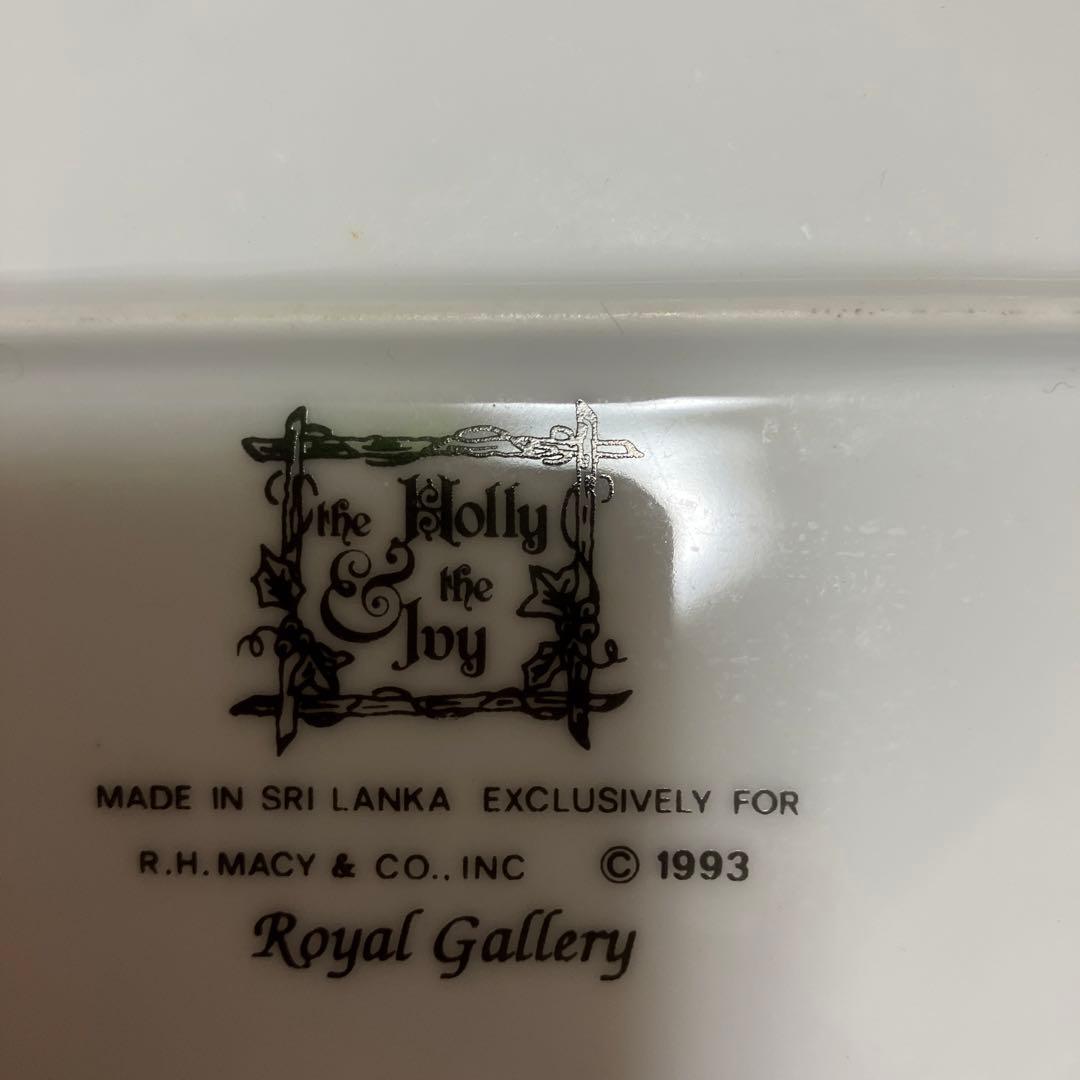 the Holly
& the
Ivy
MADE IN SRI LANKA EXCLUSIVELY FOR
R.H. MACY & CO., INC © 1993
Royal Gallery